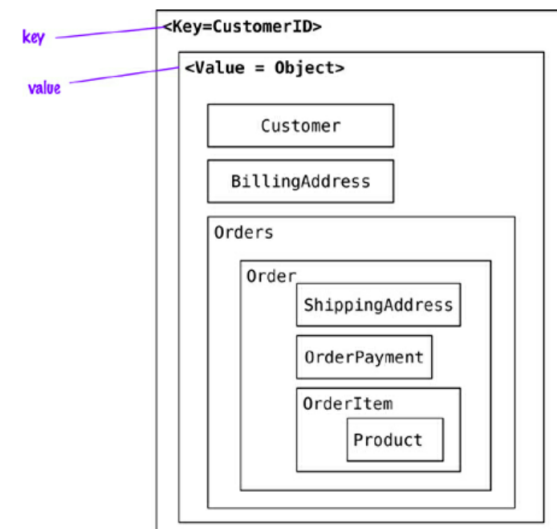 key
<Key=CustomerID>
value
<Value = Object>
Customer
BillingAddress
Orders
Order
ShippingAddress
OrderPayment
OrderItem
Product